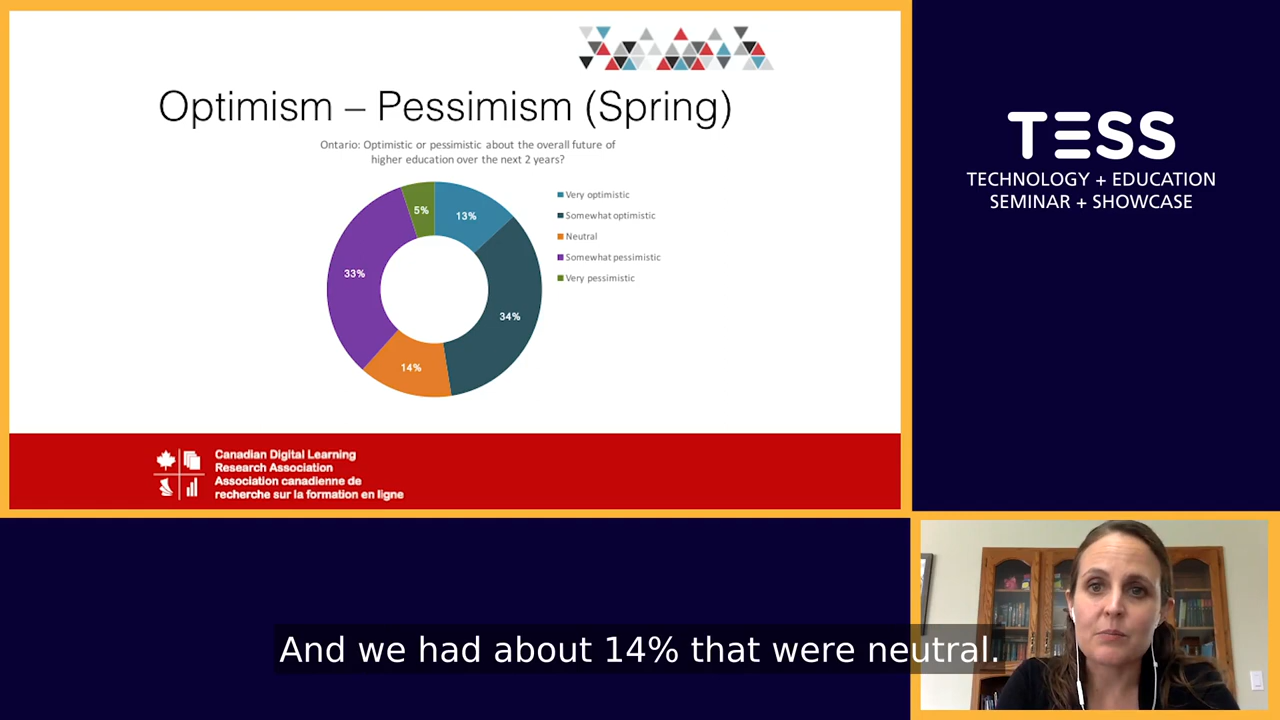 Optimism – Pessimism (Spring)
Ontario: Optimistic or pessimistic about the overall future of
higher education over the next 2 years?
5%
13%
33%
34%
14%
Very optimistic
Somewhat optimistic
Neutral
Somewhat pessimistic
Very pessimistic
Canadian Digital Learning
Research Association
Association canadienne de
recherche sur la formation en ligne
TESS
TECHNOLOGY + EDUCATION
SEMINAR + SHOWCASE
And we had about 14% that were neutral.